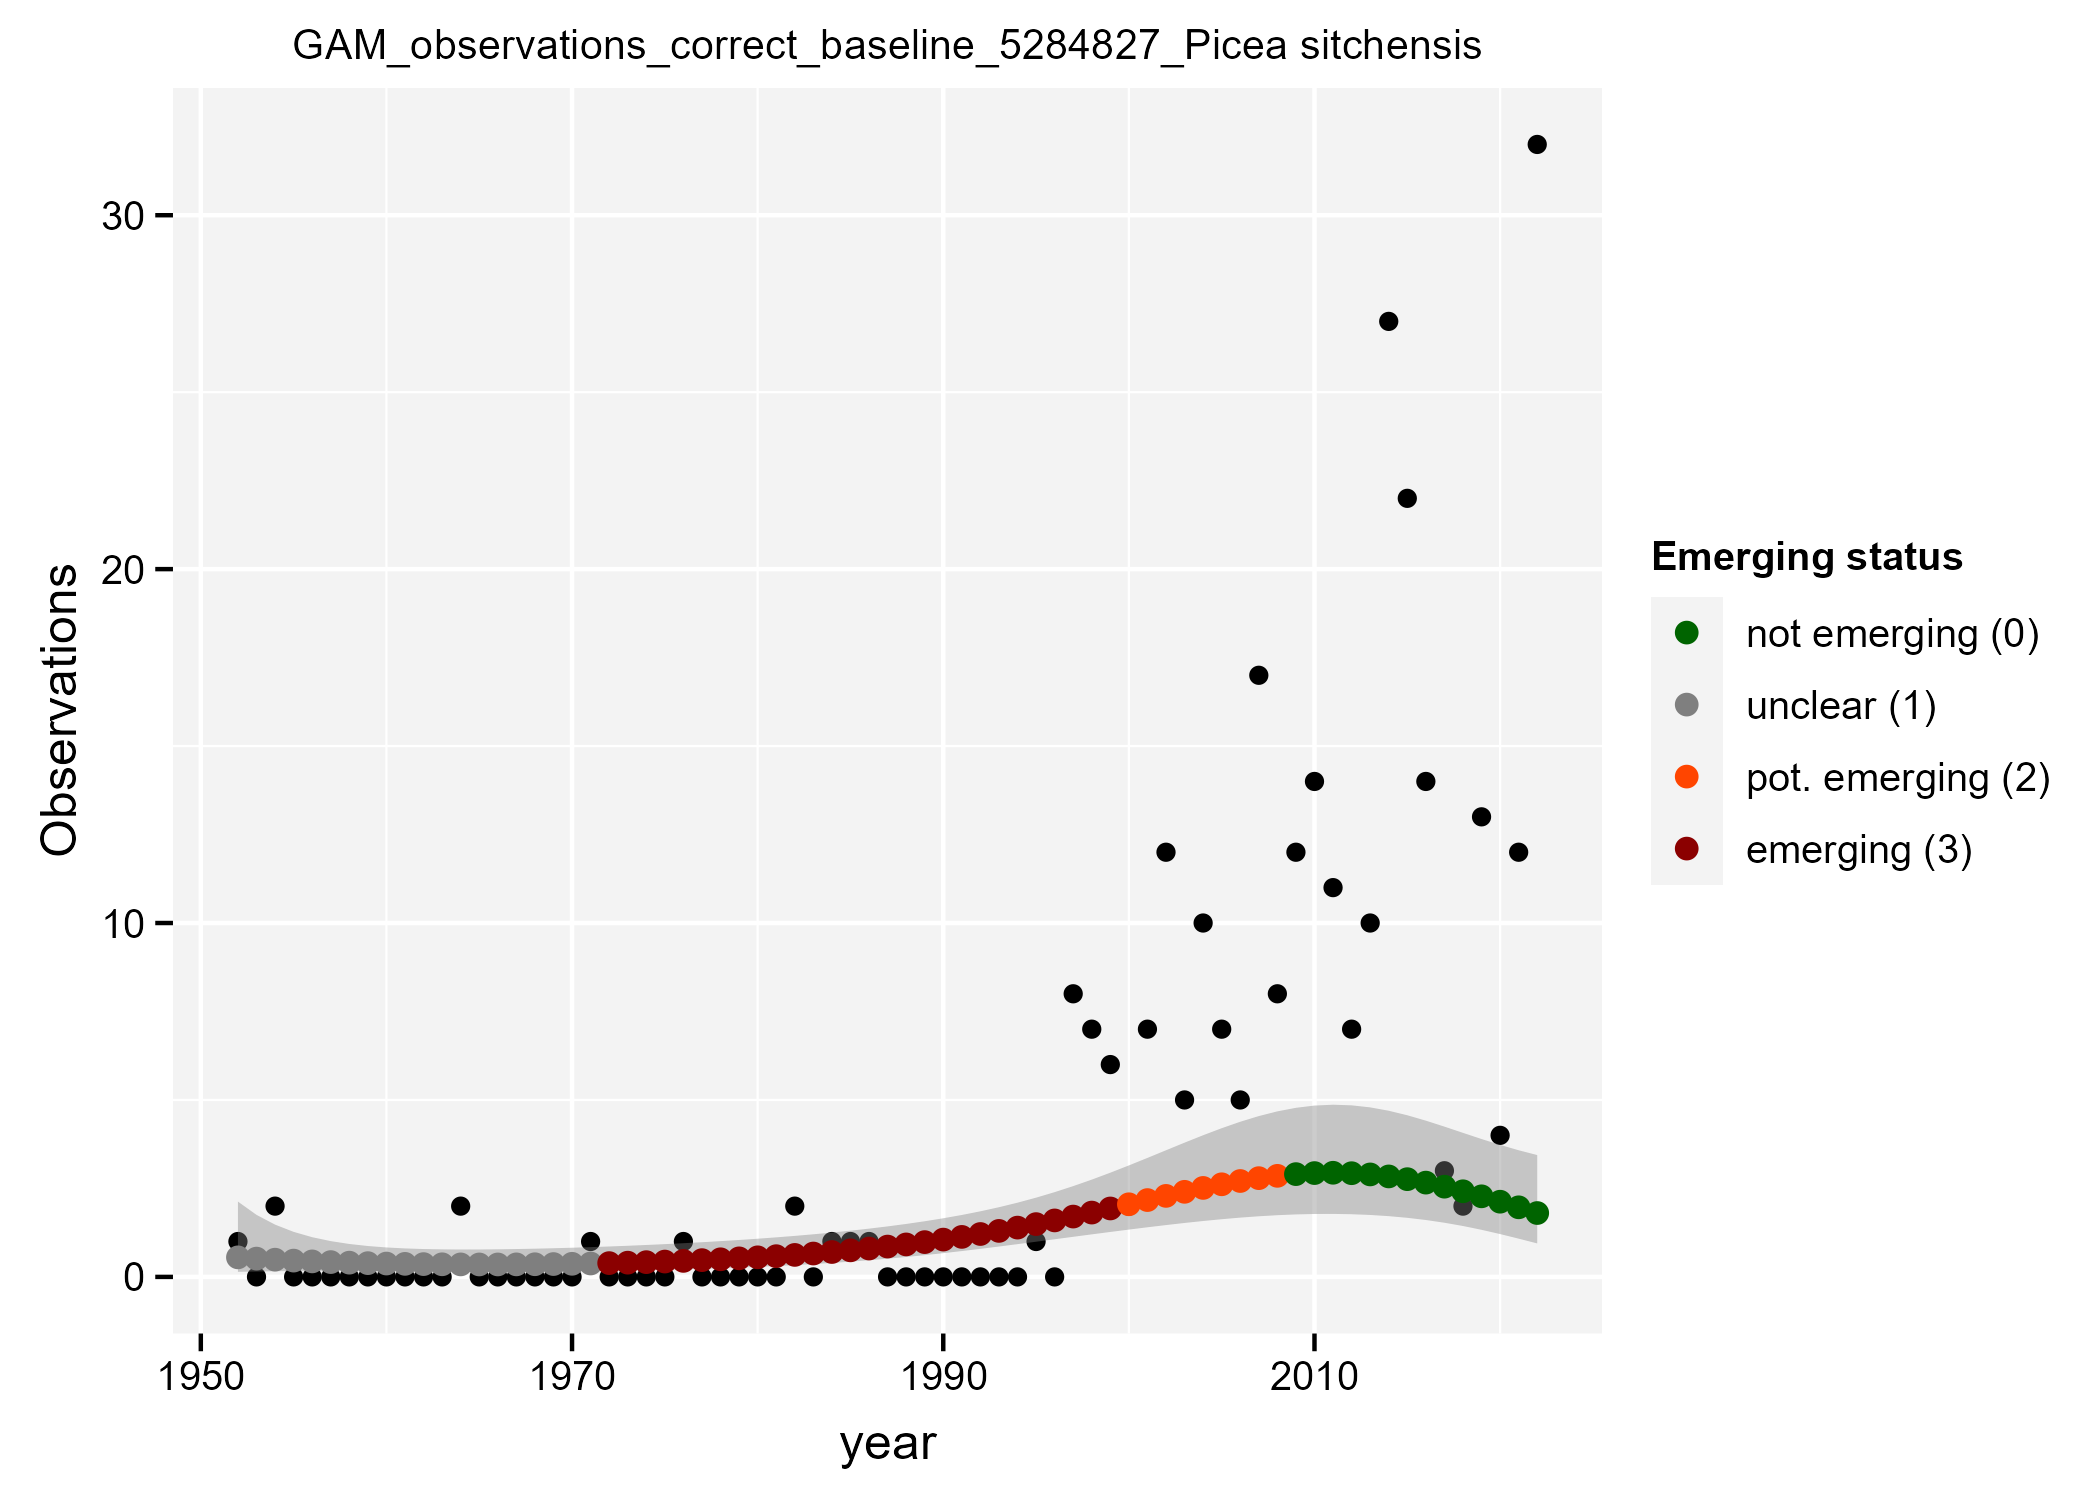 GAM_observations_correct_baseline_5284827_Picea sitchensis
Observations
30
20
10
0
1950
1970
1990
2010
year
Emerging status
not emerging (0)
unclear (1)
pot. emerging (2)
emerging (3)